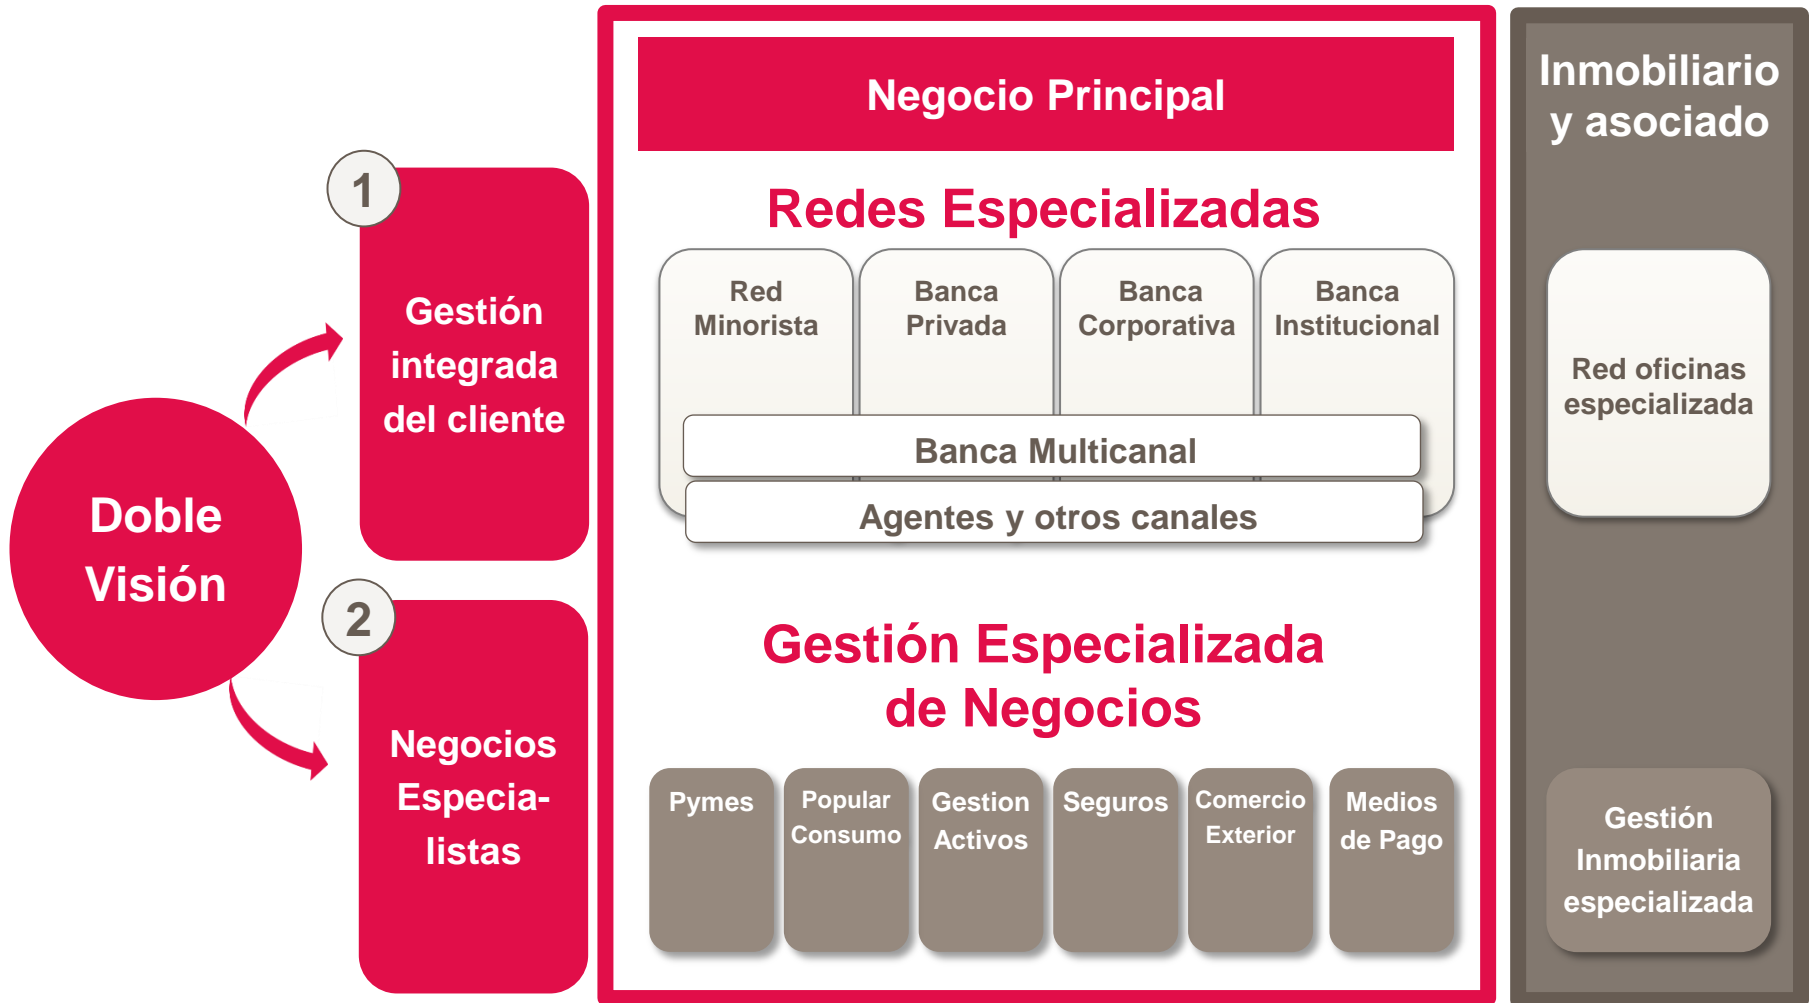 Doble
Visión
1
Gestión
integrada
del cliente
2
Negocios
Especia-
listas
Negocio Principal
Redes Especializadas
Red
Minorista
Banca
Privada
Banca
Corporativa
Banca
Institucional
Banca Multicanal
Agentes y otros canales
Gestión Especializada
de Negocios
Pymes
Popular
Consumo
Gestion
Activos
Seguros
Comercio
Exterior
Medios
de Pago
Inmobiliario
y asociado
Red oficinas
especializada
Gestión
Inmobiliaria
especializada